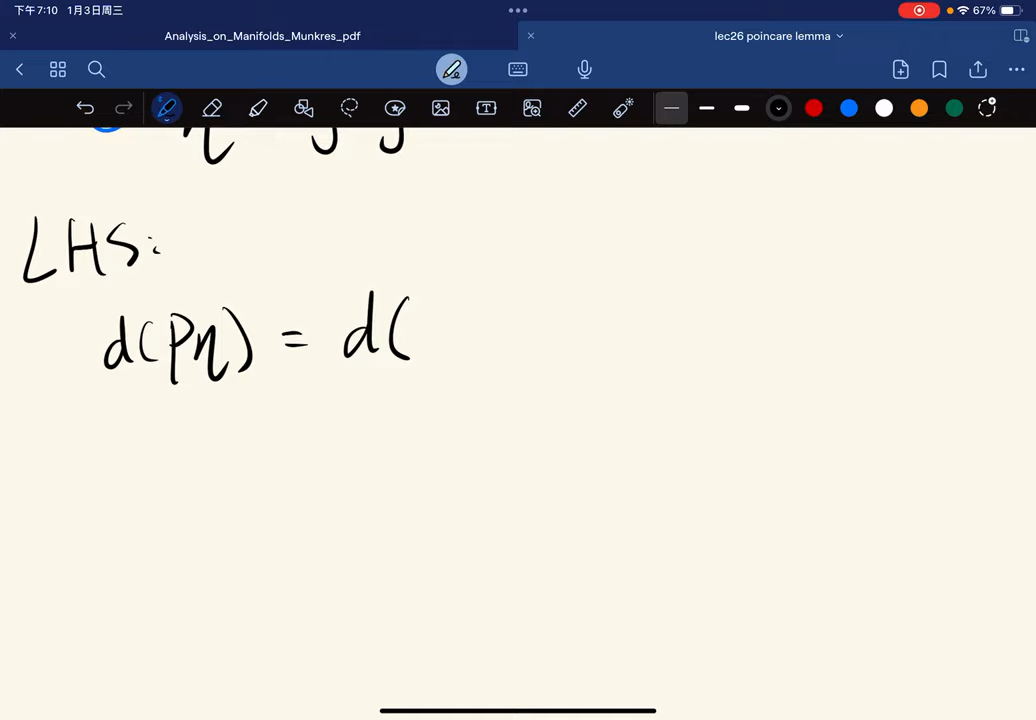 下午7:10 1月3日周三
67%
Analysis_on_Manifolds_Munkres_pdf
lec26 poincare lemma
η
LHS:
d(Pη) = d(